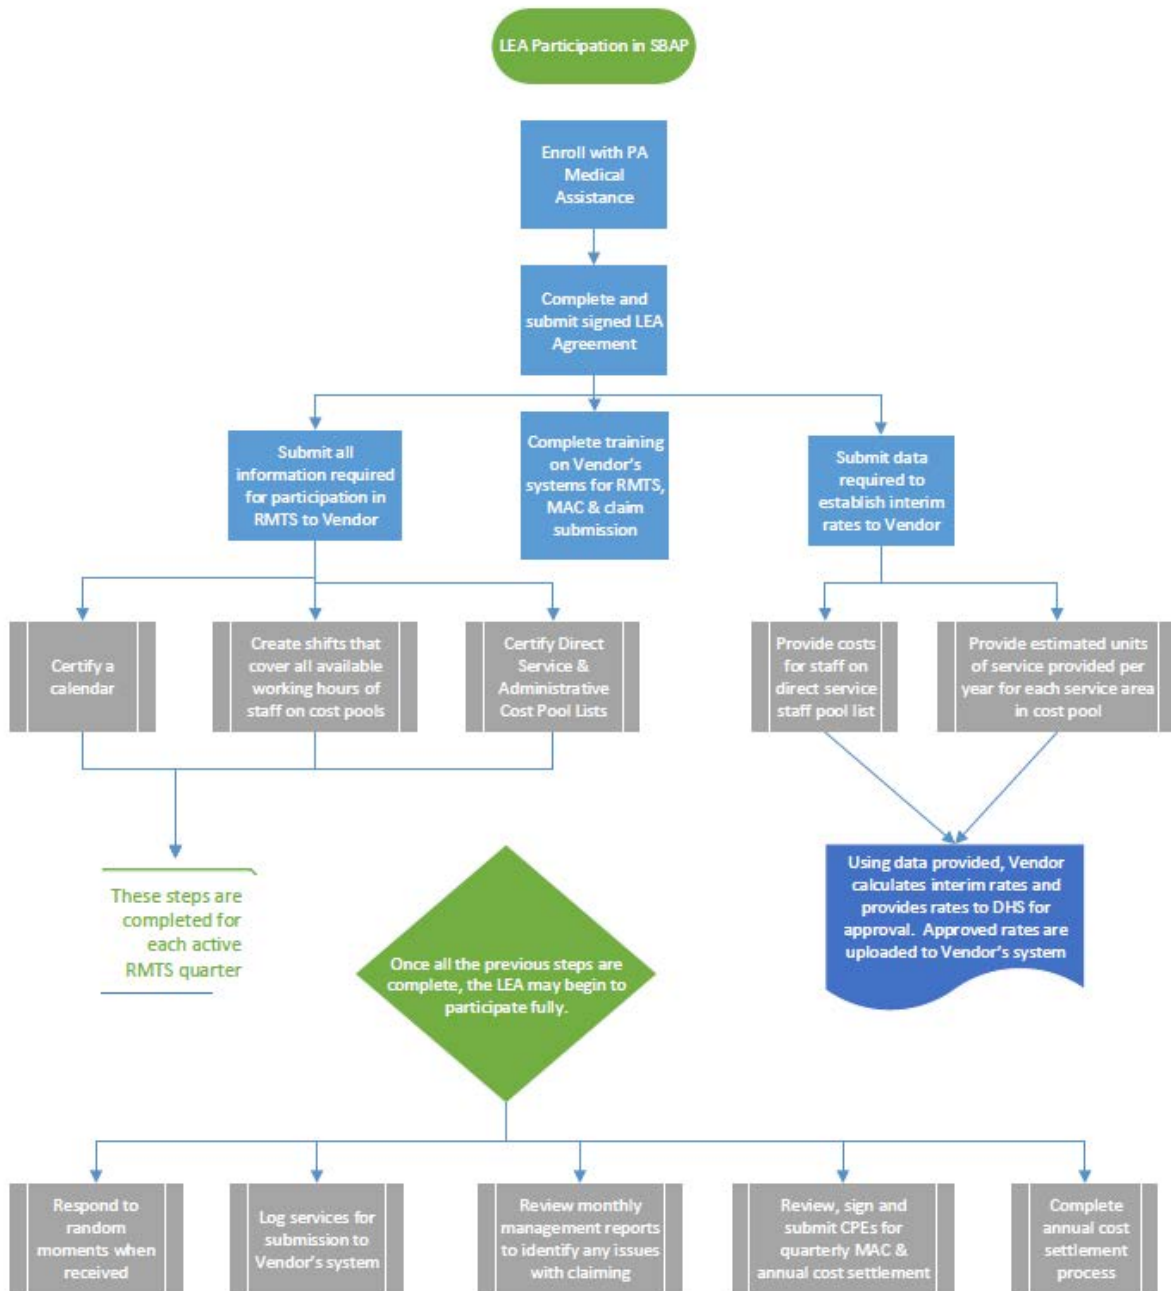 LEA Participation in SBAP
Enroll with PA
Medical
Assistance
Complete and
submit signed LEA
Agreement
Submit all
information required
for participation in
RMTS to Vendor
Complete training
on Vendor's
systems for RMTS,
MAC & claim
submission
Submit data
required to
establish interim
rates to Vendor
Certify a
calendar
Create shifts that
cover all available
working hours of
staff on cost pools
Certify Direct
Service &
Administrative
Cost Pool Lists
Provide costs
for staff on
direct service
staff pool list
Provide estimated units
of service provided per
year for each service area
in cost pool
These steps are
completed for
each active
RMTS quarter
Using data provided, Vendor
calculates interim rates and
provides rates to DHS for
approval.  Approved rates are
uploaded to Vendor's system
Once all the previous steps are
complete, the LEA may begin to
participate fully.
Respond to
random
moments when
received
Log services for
submission to
Vendor's system
Review monthly
management reports
to identify any issues
with claiming
Review, sign and
submit CPEs for
quarterly MAC &
annual cost settlement
Complete
annual cost
settlement
process